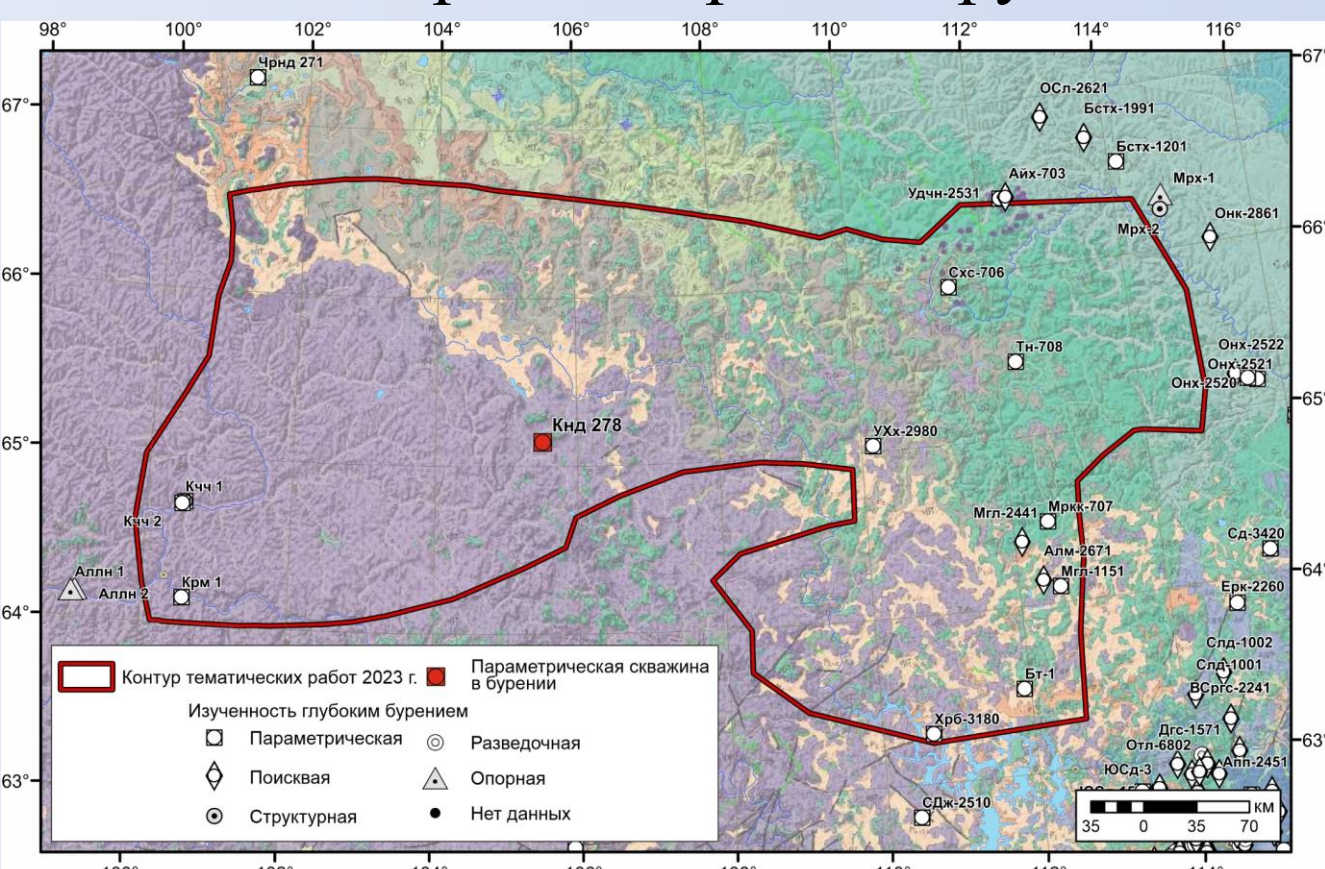 98° 100° 102° 104° 106° 108° 110° 112° 114° 116°
67°
67°
66°
66°
65°
65°
64°
64°
63°
63°
Чрнд 271
ОСл-2621
Бстх-1991
Бстх-1201
Айх-703
Удчн-2531
Мрх-1
Мрх-2
Онк-2861
Схс-706
Тн-708
Онх-2522
Онх-2521
Онх-2520
Кнд 278
УХх-2980
Кчч 1
Кчч 2
Мгл-2441
Мркк-707
Сд-3420
Алм-2671
Мгл-1151
Аллн 1
Аллн 2
Крм 1
Ерк-2260
Слд-1002
Слд-1001
ВСргс-2241
Бт-1
Хрб-3180
Дгс-1571
Отл-6802
Апп-2451
ЮСд-3
СДж-2510
Контур тематических работ 2023 г.
Параметрическая скважина
в бурении
Изученность глубоким бурением
Параметрическая
Разведочная
Поисквая
Опорная
Структурная
Нет данных
км
35 0 35 70